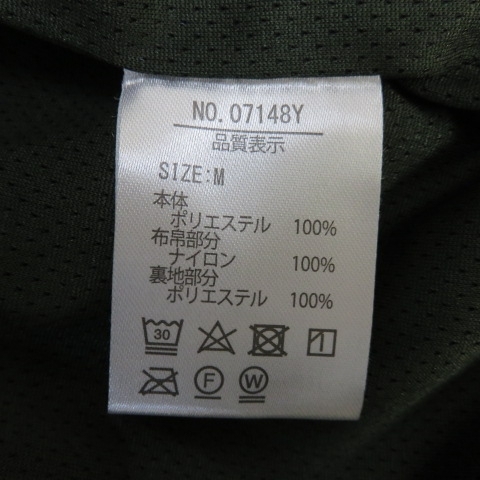 NO. 07148Y
品質表示
SIZE:M
本体
ポリエステル 100%
布帛部分
ナイロン 100%
裏地部分
ポリエステル 100%
30
F W